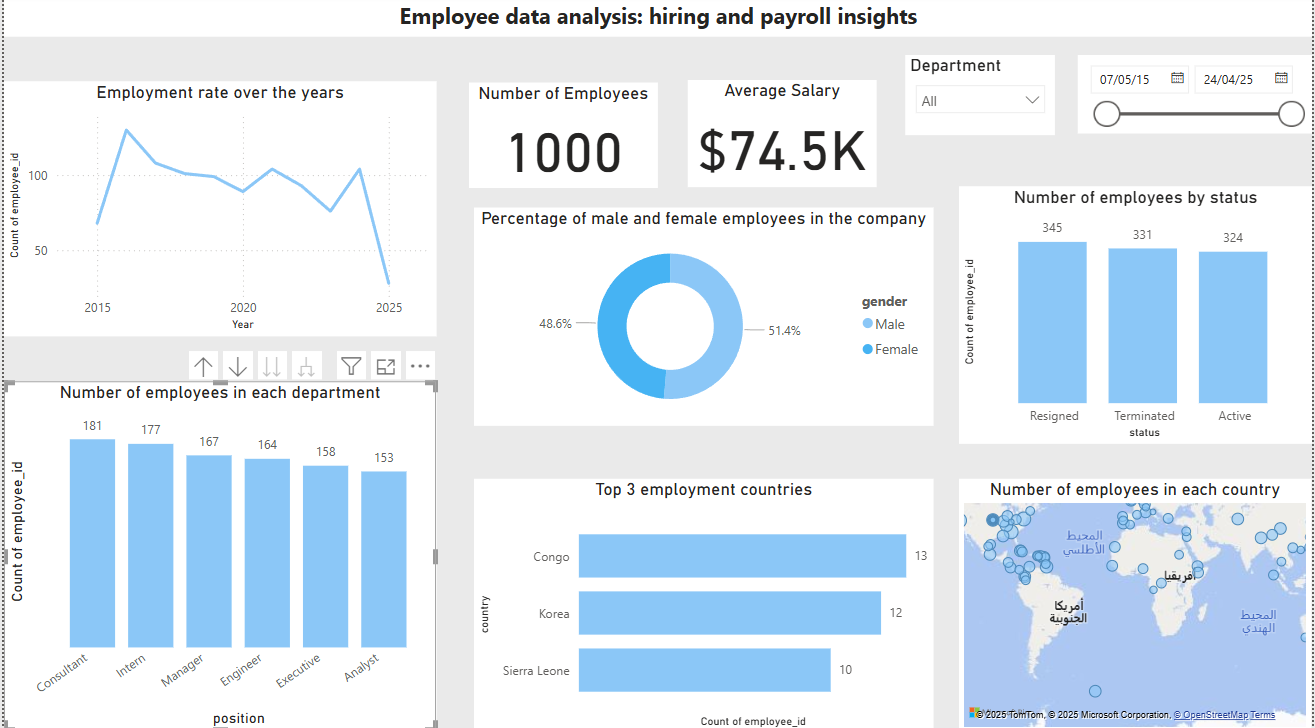 Employee data analysis: hiring and payroll insights
Employment rate over the years
Count of employee_id
100
50
2015
2020
2025
Year
Number of Employees
1000
Average Salary
$74.5K
Department
All
07/05/15
24/04/25
Percentage of male and female employees in the company
48.6%
51.4%
gender
Male
Female
Number of employees by status
Count of employee_id
345
331
324
Resigned
Terminated
Active
status
Number of employees in each department
Count of employee_id
181
177
167
164
158
153
Consultant
Intern
Manager
Engineer
Executive
Analyst
position
Top 3 employment countries
country
Congo
13
Korea
12
Sierra Leone
10
Count of employee_id
Number of employees in each country
المحيط
الأطلسي
أفريقيا
أمريكا
الجنوبية
المحيط
الهندي
© 2025 TomTom, © 2025 Microsoft Corporation, © OpenStreetMap Terms